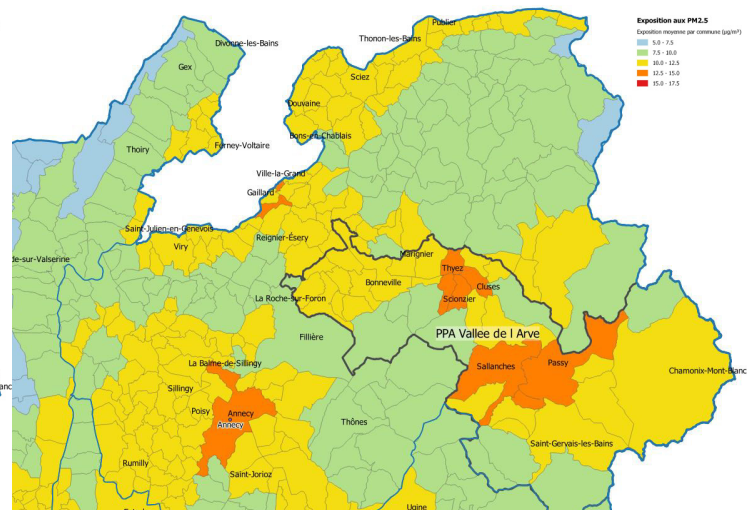 Exposition aux PM2.5
Exposition moyenne par commune (µg/m³)
5.0 - 7.5
7.5 - 10.0
10.0 - 12.5
12.5 - 15.0
15.0 - 17.5
Publier
Thonon-les-Bains
Divonne-les-Bains
Gex
Sciez
Douvaine
Bons-en-Chablais
Ferney-Voltaire
Thoiry
Ville-la-Grand
Gaillard
Saint-Julien-en-Genevois
Reignier-Ésery
Viry
Marignier
de-sur-Valserine
Thyez
Bonneville
Cluses
La Roche-sur-Foron
Scionzier
PPA Vallee de l Arve
Fillière
La Balme-de-Sillingy
Sallanches
Passy
Chamonix-Mont-Blanc
anc
Sillingy
Poisy
Annecy
Annecy
Thônes
Saint-Gervais-les-Bains
Rumilly
Saint-Jorioz
Ugine